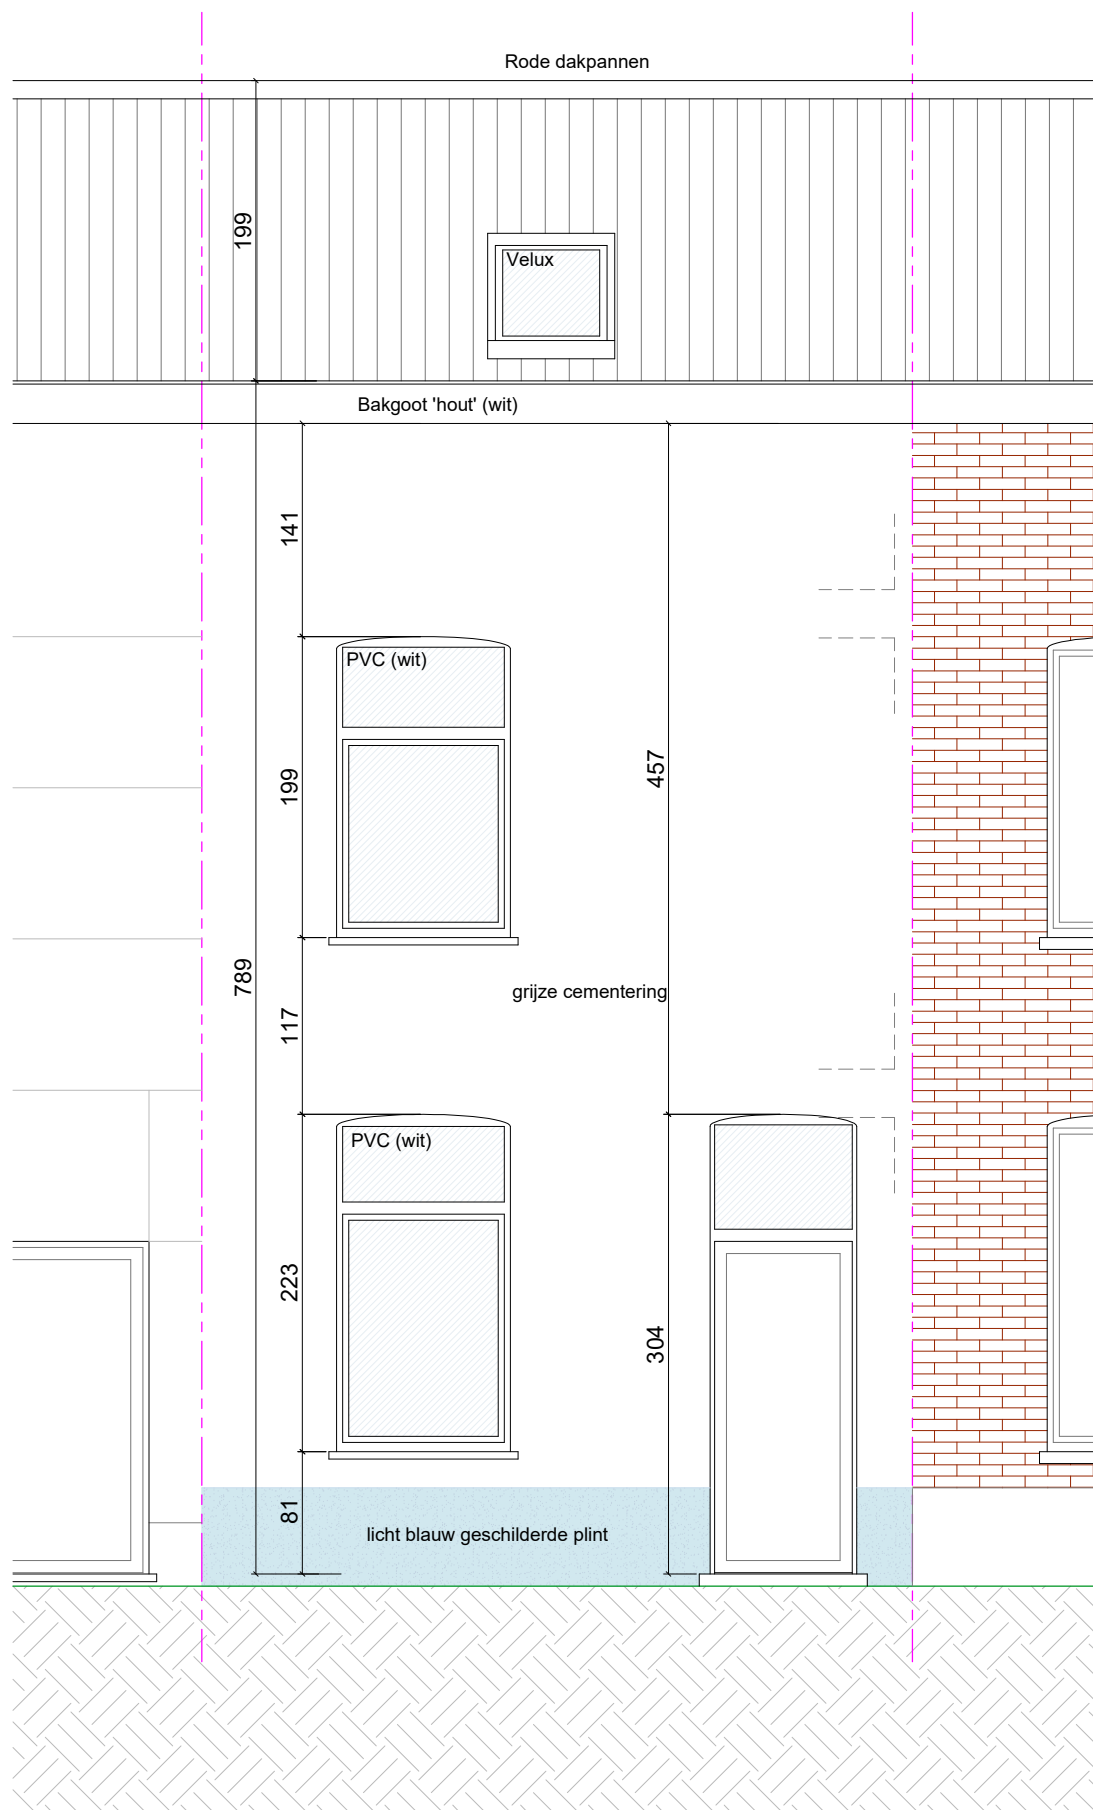 Rode dakpannen
199
Velux
Bakgoot 'hout' (wit)
141
PVC (wit)
199
457
789
grijze cementering
117
PVC (wit)
223
304
81
licht blauw geschilderde plint